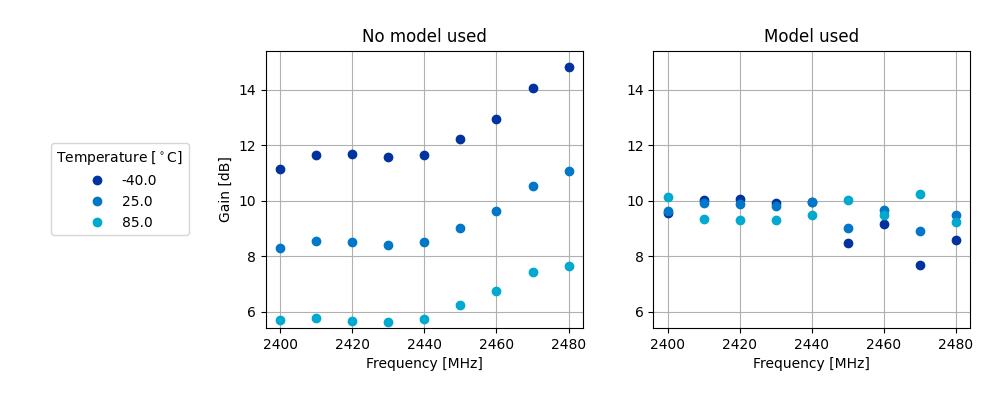 Temperature [°C]
-40.0
25.0
85.0
No model used
Gain [dB]
14
12
10
8
6
2400 2420 2440 2460 2480
Frequency [MHz]
Model used
14
12
10
8
6
2400 2420 2440 2460 2480
Frequency [MHz]